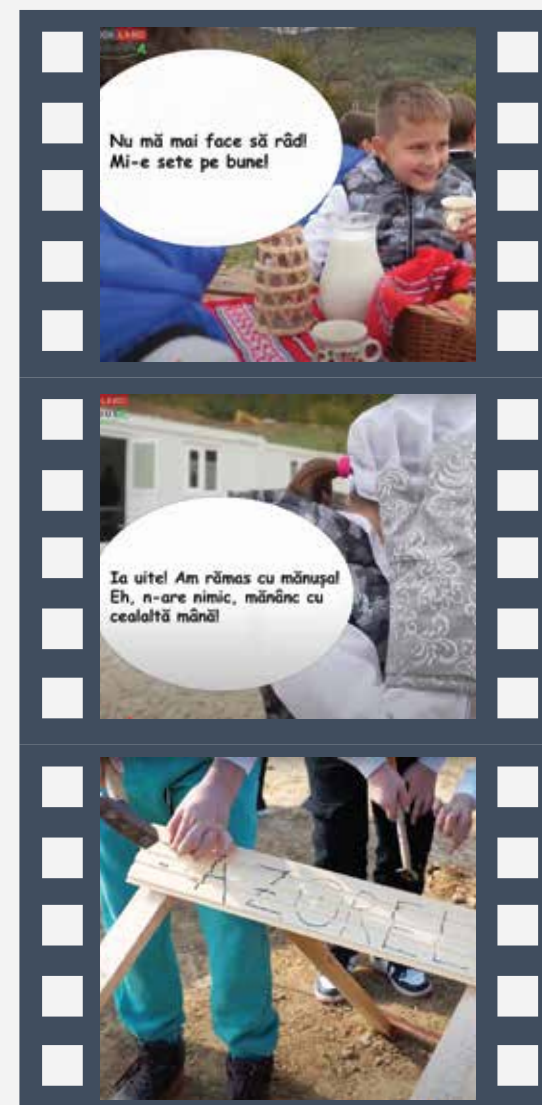 LAND
Nu mă mai face să râd!
Mi-e sete pe bune!
Ia uite! Am rămas cu mănușa!
Eh, n-are nimic, mănânc cu
cealaltă mână!
AZOREL